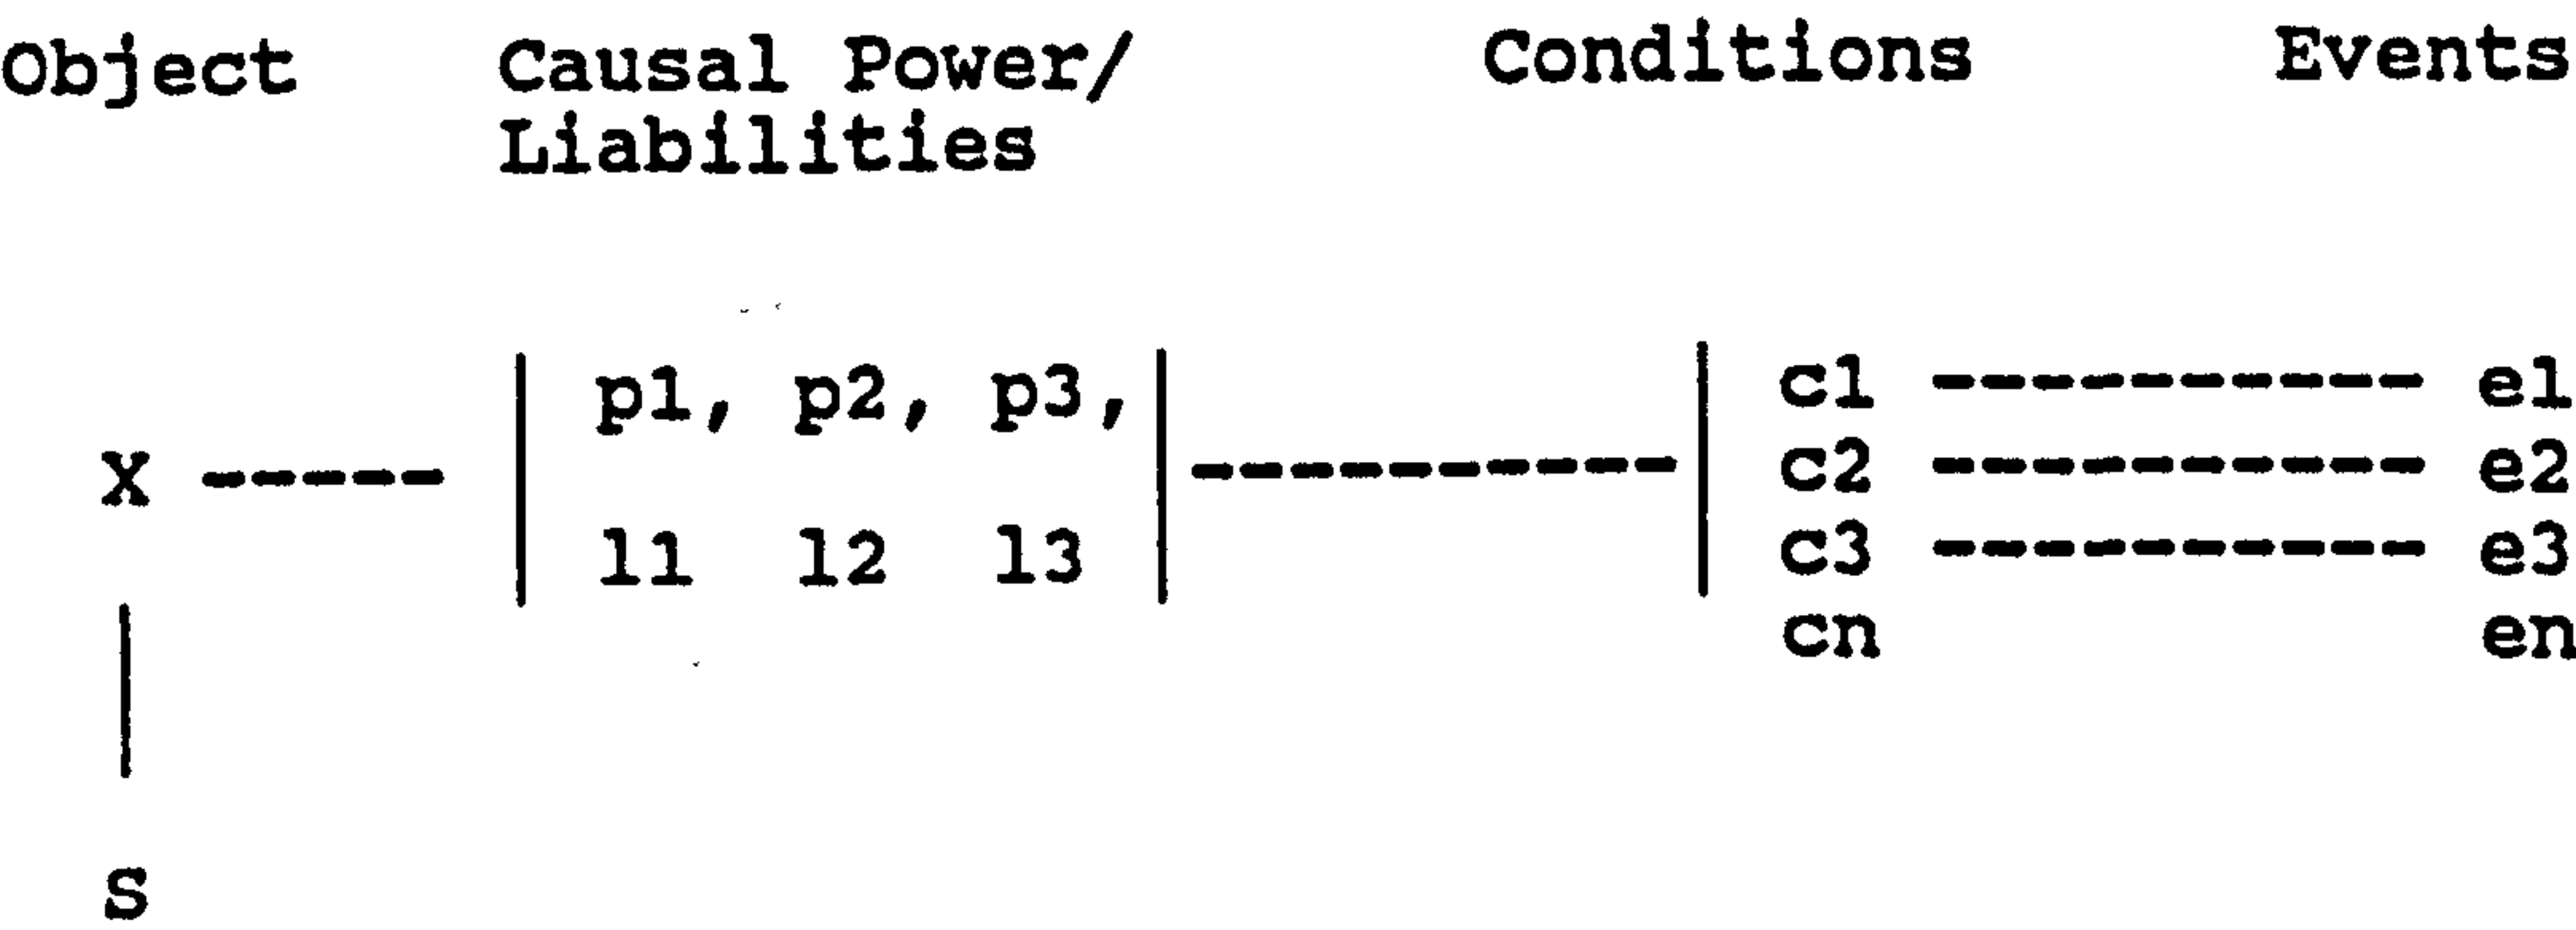 Object Causal Power/ Conditions Events
Liabilities
p1, p2, p3, c1 e1
X c2 e2
l1 l2 l3 c3 e3
cn en
S